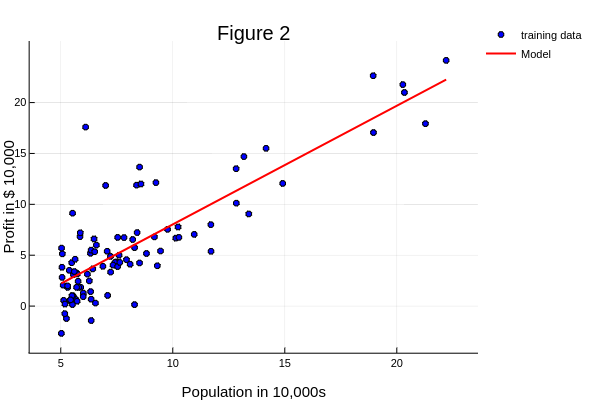 Figure 2
training data
Model
Profit in $ 10,000
20
15
10
5
0
5
10
15
20
Population in 10,000s